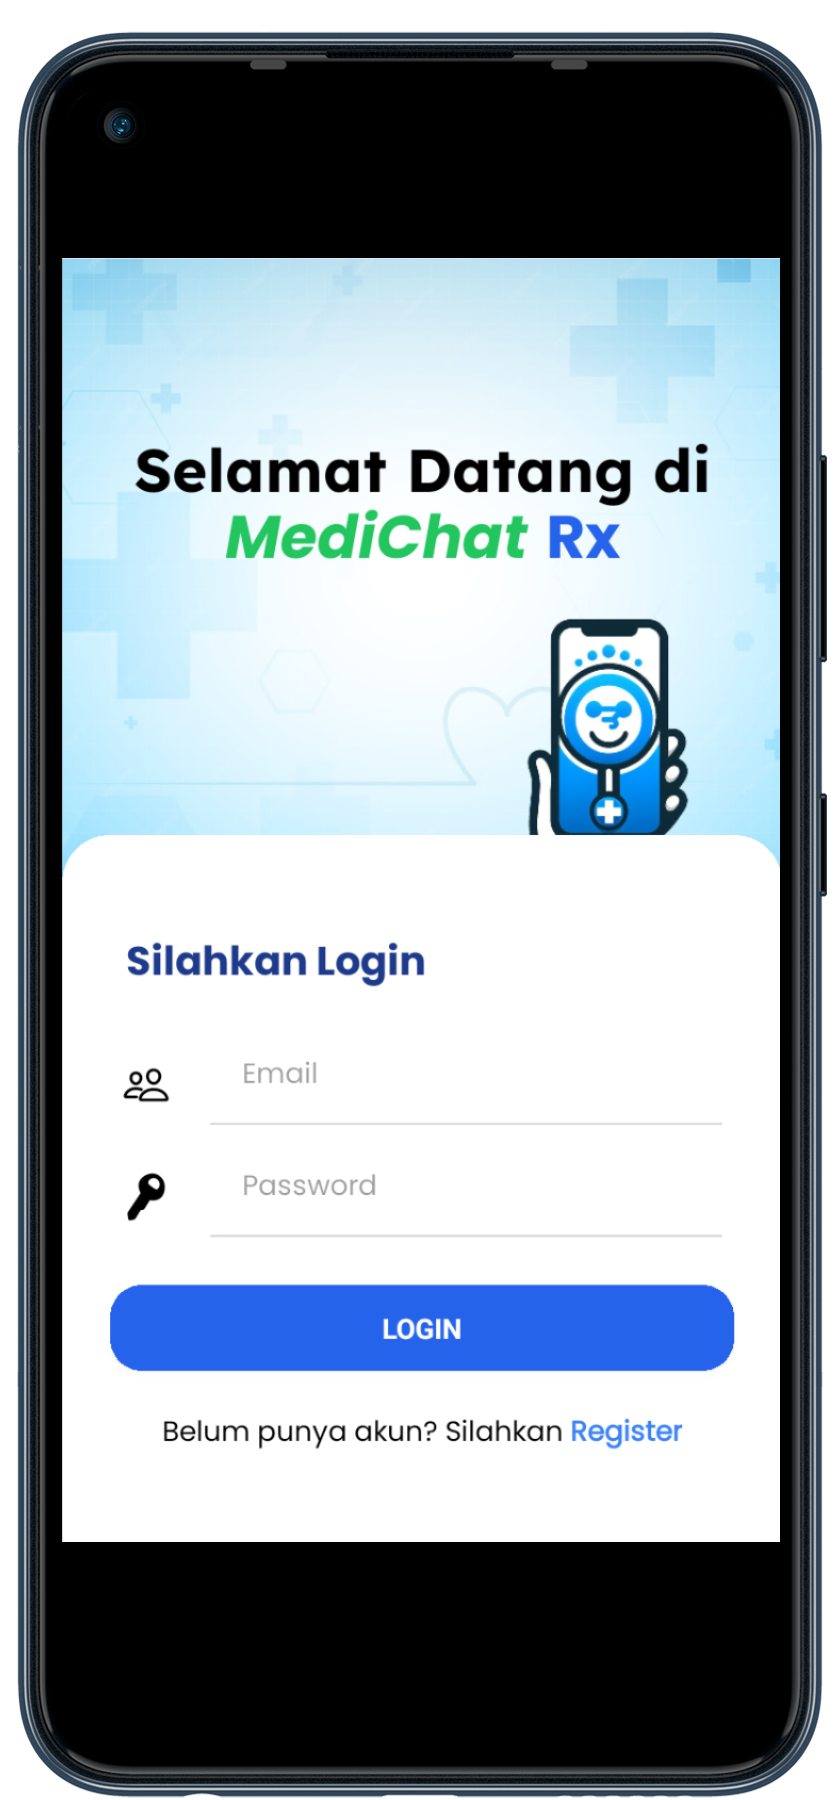 Selamat Datang di
MediChat Rx
Silahkan Login
Email
Password
LOGIN
Belum punya akun? Silahkan Register